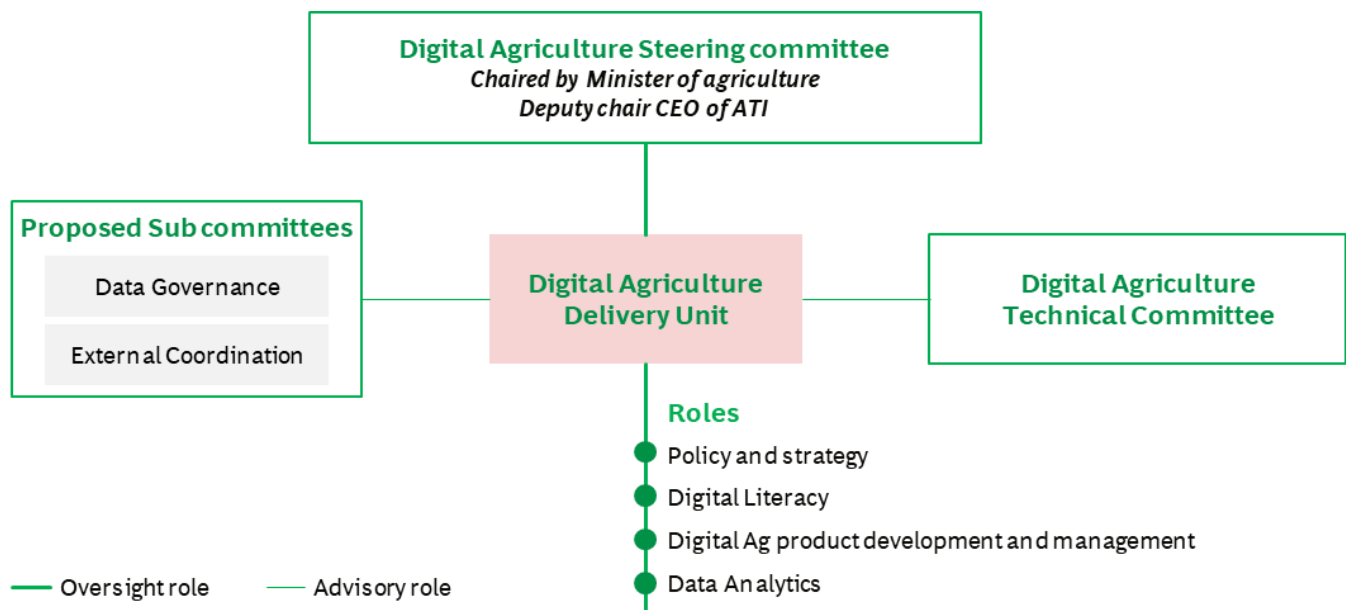 Digital Agriculture Steering committee
Chaired by Minister of agriculture
Deputy chair CEO of ATI
Proposed Sub committees
Data Governance
External Coordination
Digital Agriculture
Delivery Unit
Digital Agriculture
Technical Committee
Roles
Policy and strategy
Digital Literacy
Digital Ag product development and management
Data Analytics
Oversight role
Advisory role